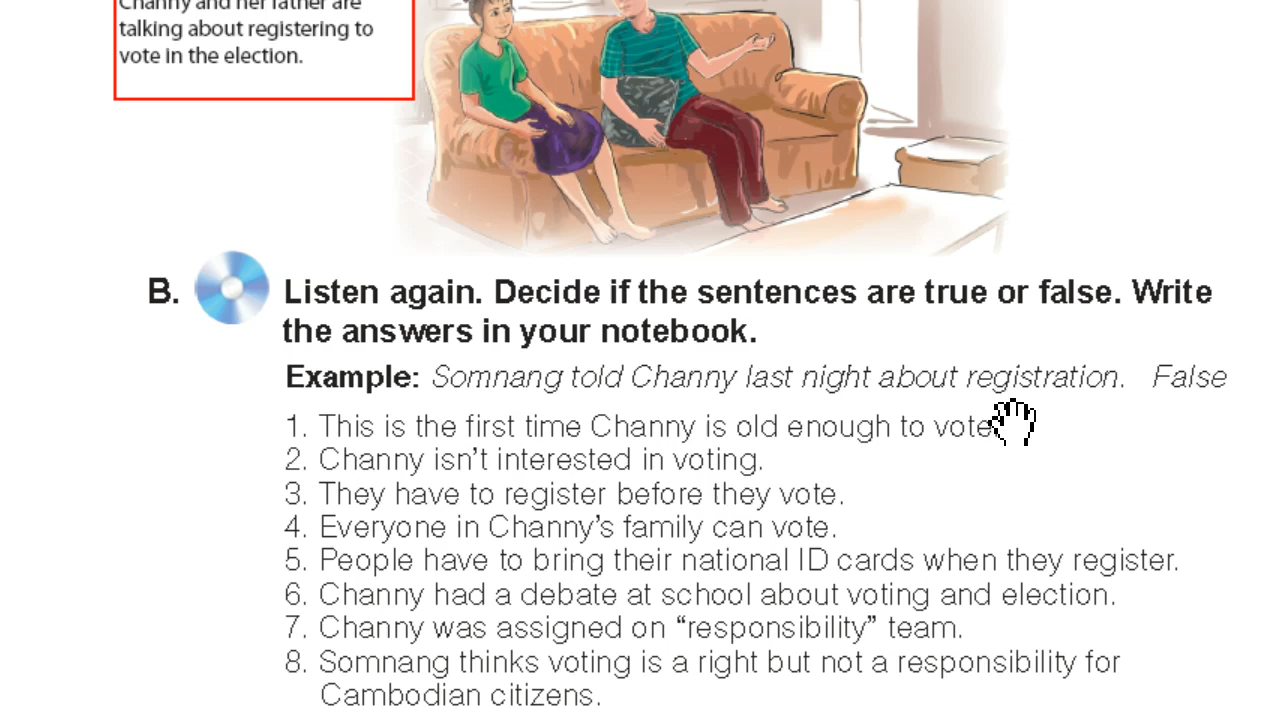 Channy and her father are
talking about registering to
vote in the election.
B. Listen again. Decide if the sentences are true or false. Write
the answers in your notebook.
Example: Somnang told Channy last night about registration. False
1. This is the first time Channy is old enough to vote
2. Channy isn’t interested in voting.
3. They have to register before they vote.
4. Everyone in Channy’s family can vote.
5. People have to bring their national ID cards when they register.
6. Channy had a debate at school about voting and election.
7. Channy was assigned on “responsibility” team.
8. Somnang thinks voting is a right but not a responsibility for
Cambodian citizens.